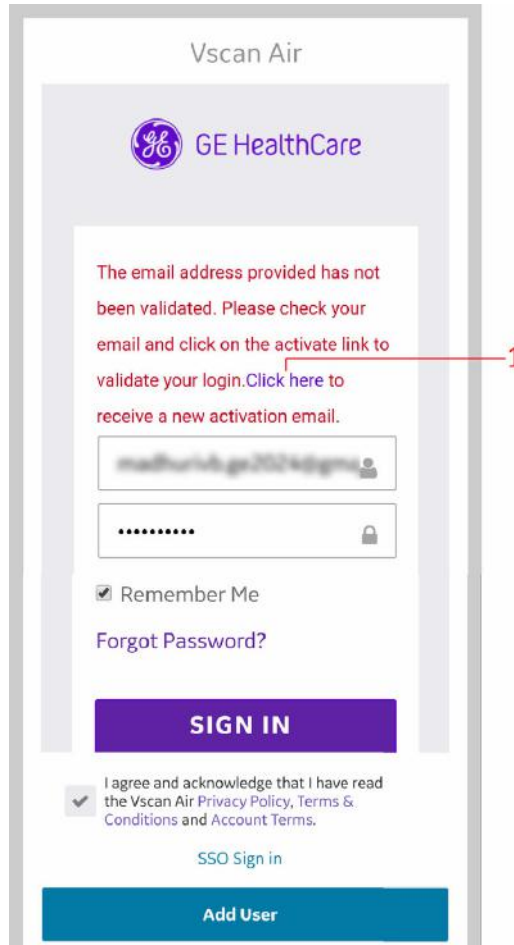 Vscan Air
GE HealthCare
The email address provided has not
been validated. Please check your
email and click on the activate link to
validate your login.Click here to
receive a new activation email.
1
••••••••••
Remember Me
Forgot Password?
SIGN IN
I agree and acknowledge that I have read
the Vscan Air Privacy Policy, Terms &
Conditions and Account Terms.
SSO Sign in
Add User